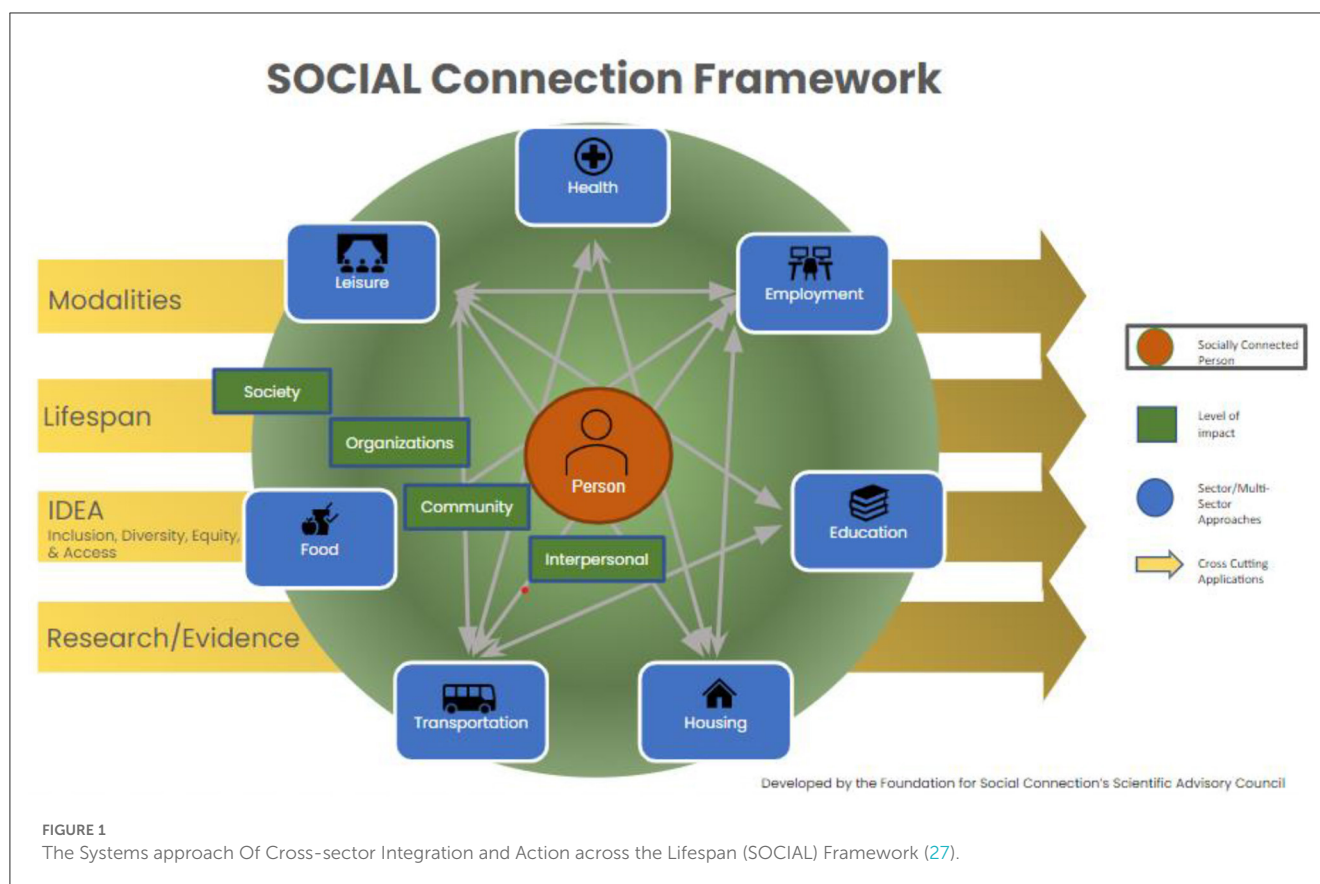 SOCIAL Connection Framework
Health
Leisure
Employment
Modalities
Society
Lifespan
Organizations
Person
Community
IDEA
Inclusion, Diversity, Equity,
& Access
Food
Education
Interpersonal
Research/Evidence
Transportation
Housing
Socially Connected
Person
Level of
impact
Sector/Multi-
Sector
Approaches
Cross Cutting
Applications
Developed by the Foundation for Social Connection's Scientific Advisory Council
FIGURE 1
The Systems approach Of Cross-sector Integration and Action across the Lifespan (SOCIAL) Framework (27).